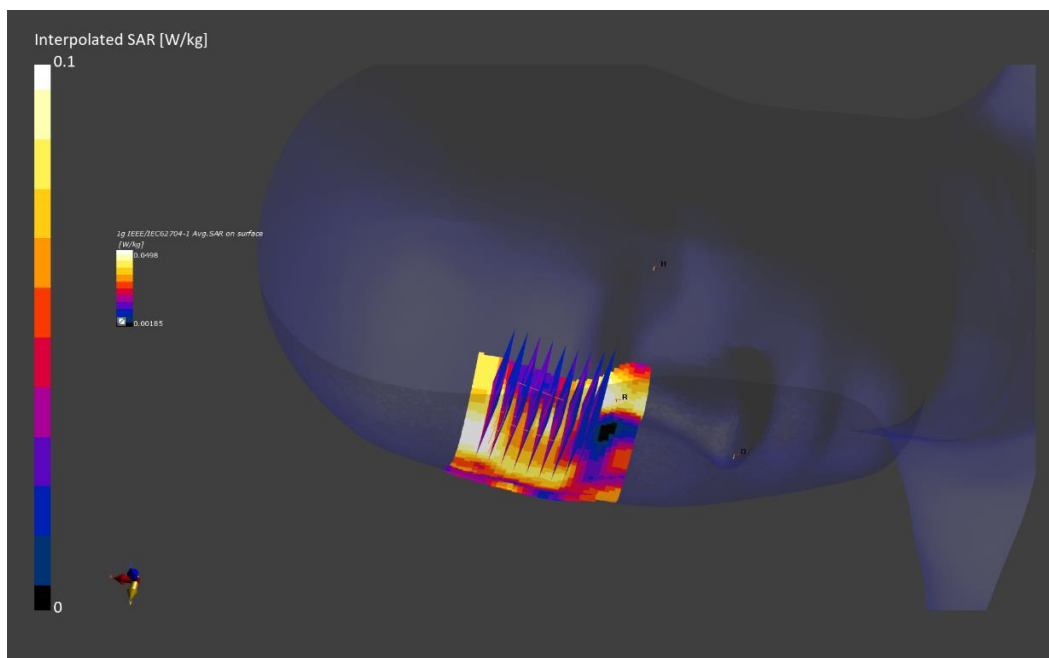 Interpolated SAR [W/kg]
0.1
1g IEEE/IEC62704-1 Avg.SAR on surface
[W/kg]
0.0498
0.00185
R
0